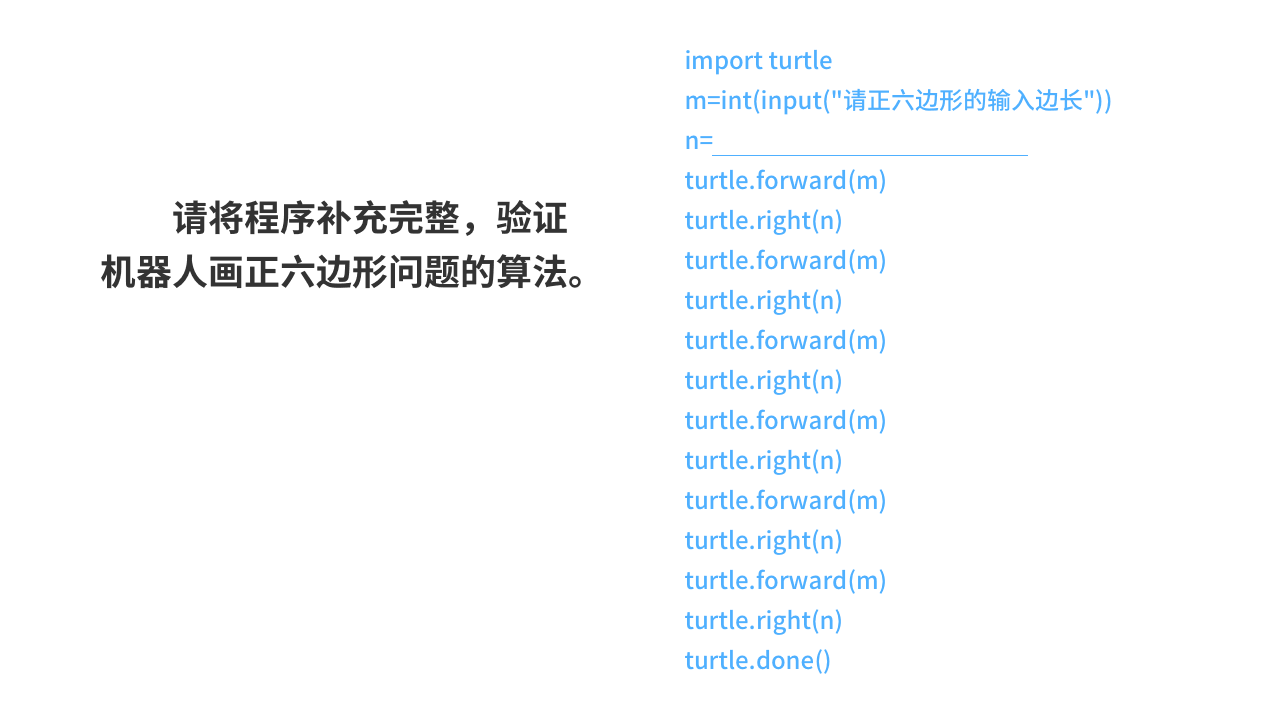 请将程序补充完整，验证
机器人画正六边形问题的算法。
import turtle
m=int(input("请正六边形的输入边长"))
n=
turtle.forward(m)
turtle.right(n)
turtle.forward(m)
turtle.right(n)
turtle.forward(m)
turtle.right(n)
turtle.forward(m)
turtle.right(n)
turtle.forward(m)
turtle.right(n)
turtle.forward(m)
turtle.right(n)
turtle.done()